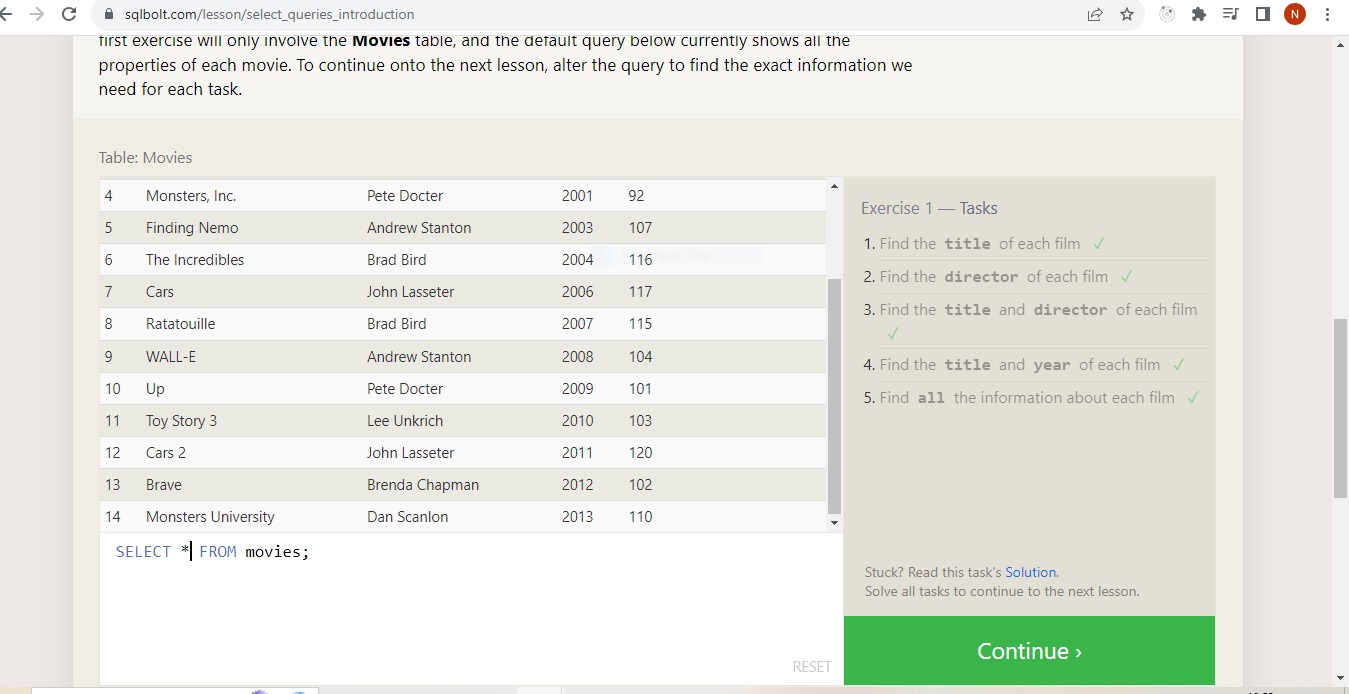 sqlbolt.com/lesson/select_queries_introduction
N
first exercise will only involve the Movies table, and the default query below currently shows all the
properties of each movie. To continue onto the next lesson, alter the query to find the exact information we
need for each task.
Table: Movies
4 Monsters, Inc. Pete Docter 2001 92
5 Finding Nemo Andrew Stanton 2003 107
6 The Incredibles Brad Bird 2004 116
7 Cars John Lasseter 2006 117
8 Ratatouille Brad Bird 2007 115
9 WALL-E Andrew Stanton 2008 104
10 Up Pete Docter 2009 101
11 Toy Story 3 Lee Unkrich 2010 103
12 Cars 2 John Lasseter 2011 120
13 Brave Brenda Chapman 2012 102
14 Monsters University Dan Scanlon 2013 110
SELECT * FROM movies;
RESET
Exercise 1 — Tasks
1. Find the title of each film ✓
2. Find the director of each film ✓
3. Find the title and director of each film
✓
4. Find the title and year of each film ✓
5. Find all the information about each film ✓
Stuck? Read this task's Solution.
Solve all tasks to continue to the next lesson.
Continue ›